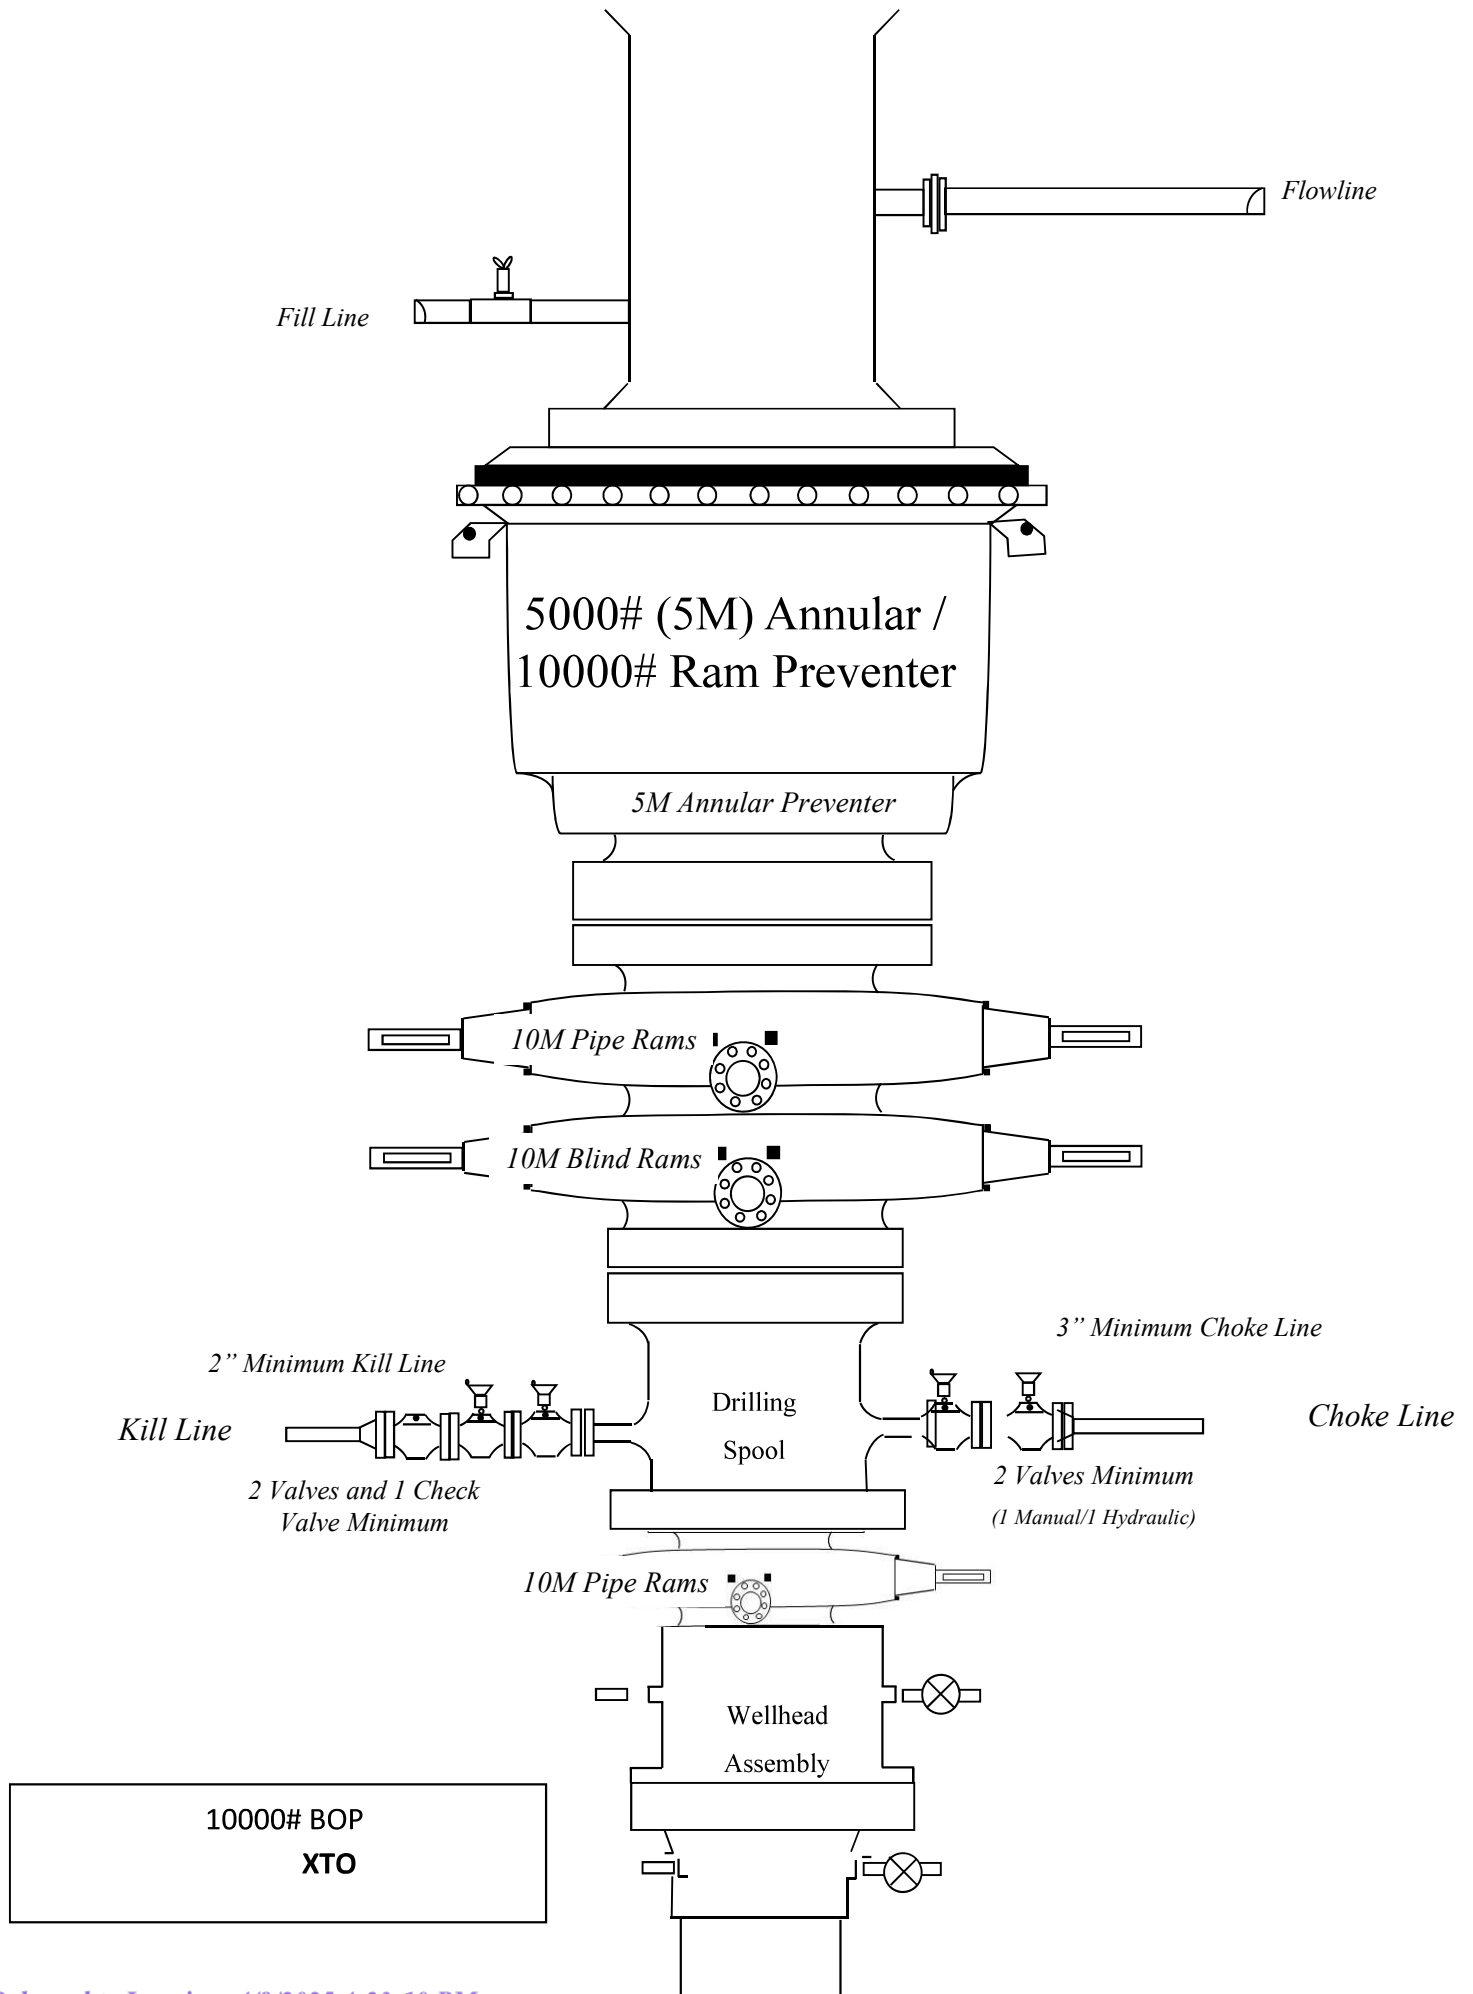 Flowline
Fill Line
5000# (5M) Annular /
10000# Ram Preventer
5M Annular Preventer
10M Pipe Rams
10M Blind Rams
3” Minimum Choke Line
2” Minimum Kill Line
Drilling
Spool
Kill Line
Choke Line
2 Valves Minimum
(1 Manual/1 Hydraulic)
2 Valves and 1 Check
Valve Minimum
10M Pipe Rams
Wellhead
Assembly
10000# BOP
XTO